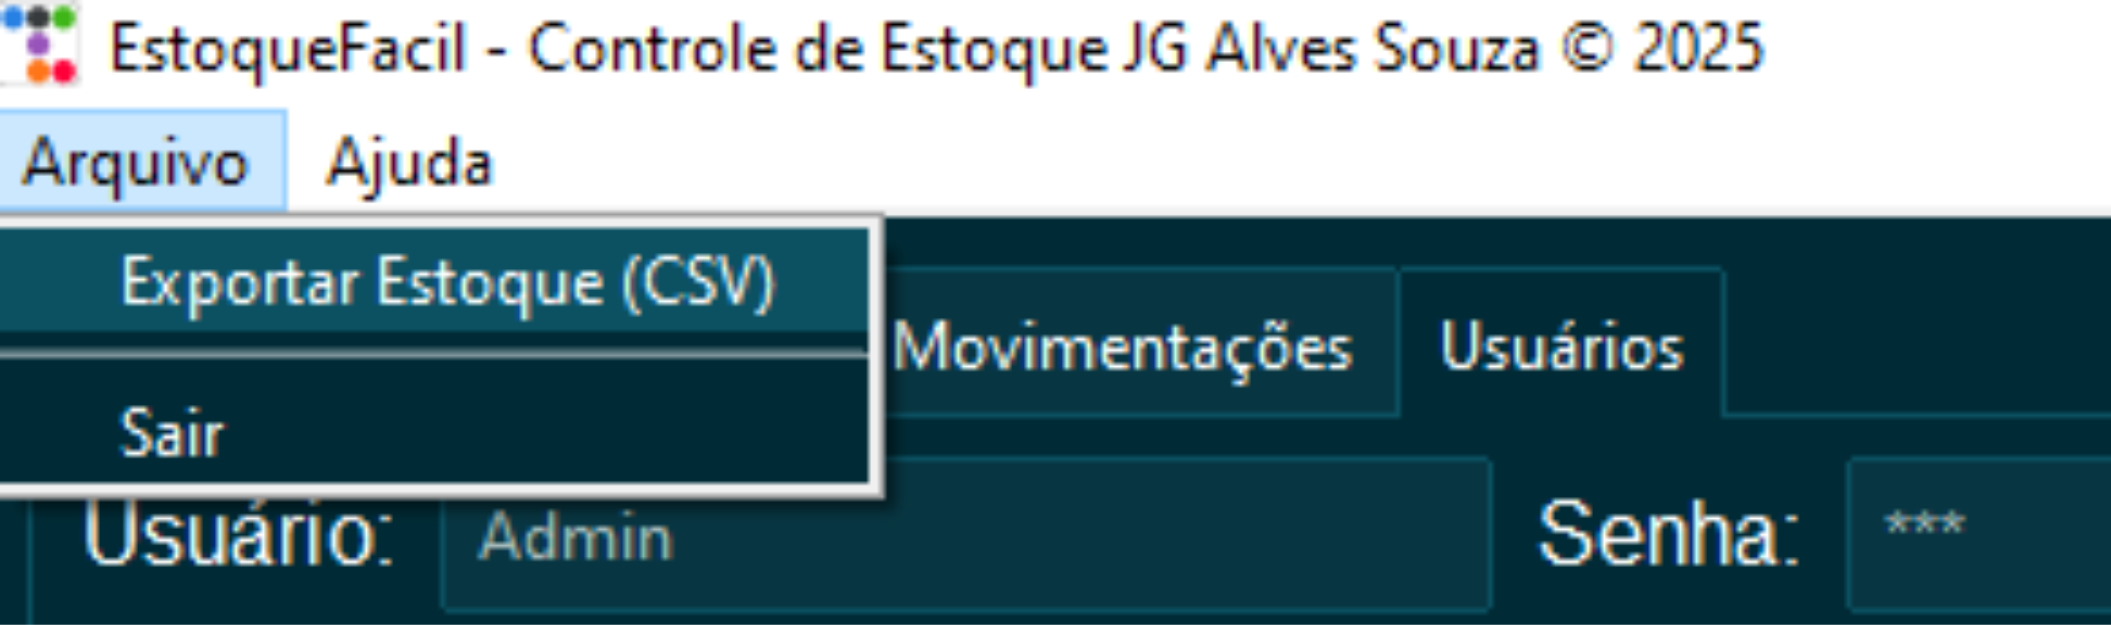 EstoqueFacil - Controle de Estoque JG Alves Souza © 2025
Arquivo Ajuda
Exportar Estoque (CSV)
Movimentações Usuários
Sair
Usuário: Admin Senha: ***